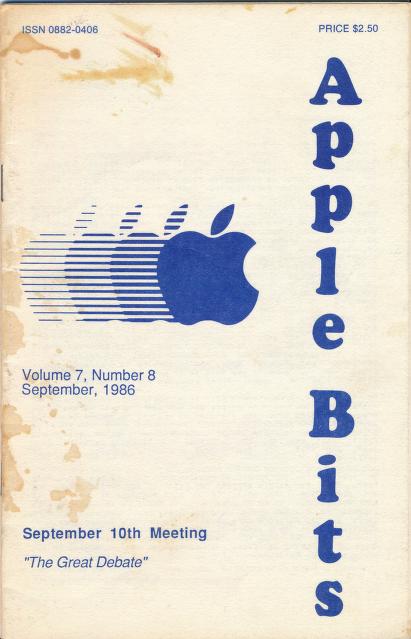 ISSN 0882-0406
PRICE $2.50
Apple Bits
Volume 7, Number 8
September, 1986
September 10th Meeting
"The Great Debate"